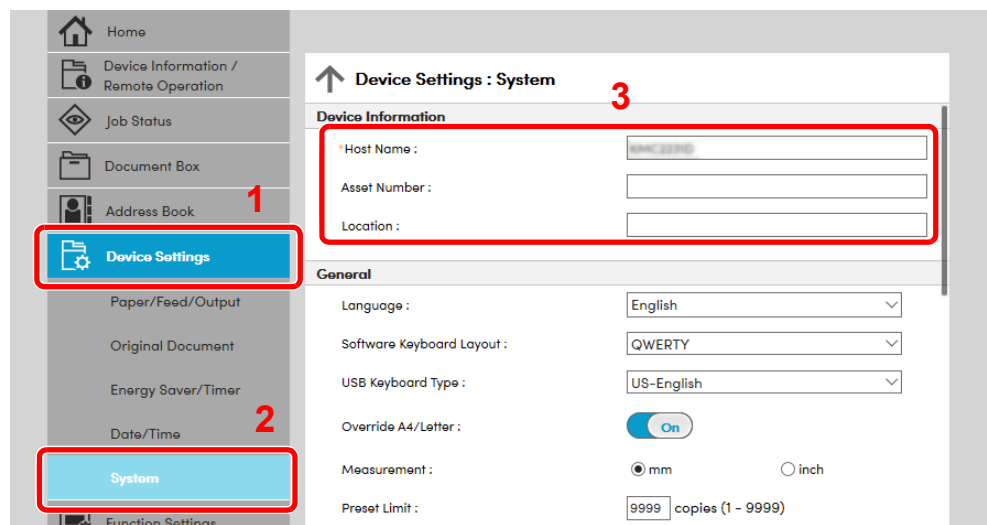 Home
Device Information /
Remote Operation
Job Status
Document Box
Address Book
1
Device Settings
Paper/Feed/Output
Original Document
Energy Saver/Timer
Date/Time
2
System
Function Settings
Device Settings : System
3
Device Information
*Host Name :
Asset Number :
Location :
General
Language : English
Software Keyboard Layout : QWERTY
USB Keyboard Type : US-English
Override A4/Letter : On
Measurement : mm inch
Preset Limit : 9999 copies (1 - 9999)